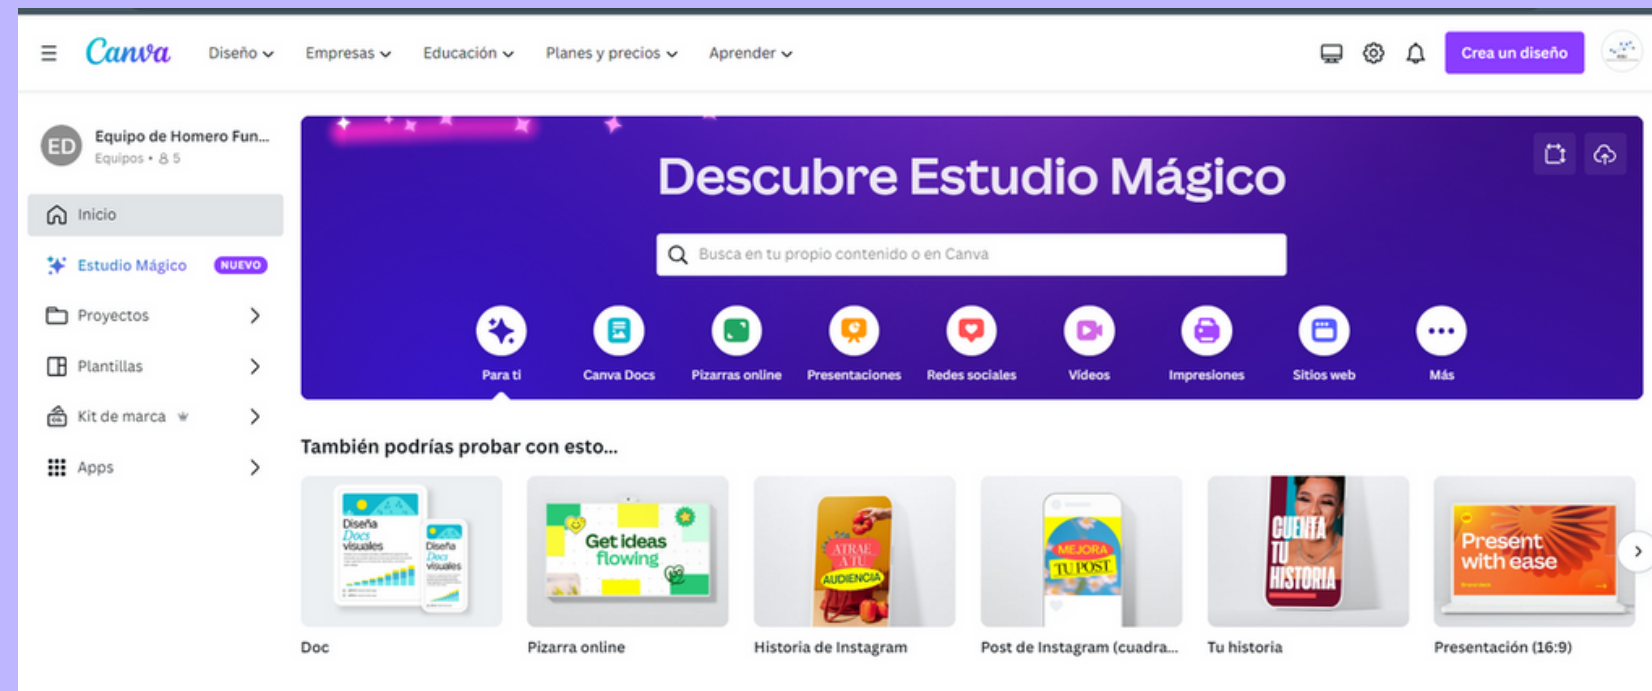 Canva
Diseño
Empresas
Educación
Planes y precios
Aprender
Crea un diseño
ED
Equipo de Homero Fun...
Equipos • 5
Inicio
Estudio Mágico
NUEVO
Proyectos
Plantillas
Kit de marca
Apps
Descubre Estudio Mágico
Busca en tu propio contenido o en Canva
Para ti
Canva Docs
Pizarras online
Presentaciones
Redes sociales
Vídeos
Impresiones
Sitios web
Más
También podrías probar con esto...
Diseña
Docs
visuales
Diseña
Docs
visuales
Doc
Get ideas
flowing
Pizarra online
ATRAE
A TU
AUDIENCIA
Historia de Instagram
MEJORA
TU POST
Post de Instagram (cuadra...
CUENTA
TU
HISTORIA
Tu historia
Present
with ease
Presentación (16:9)